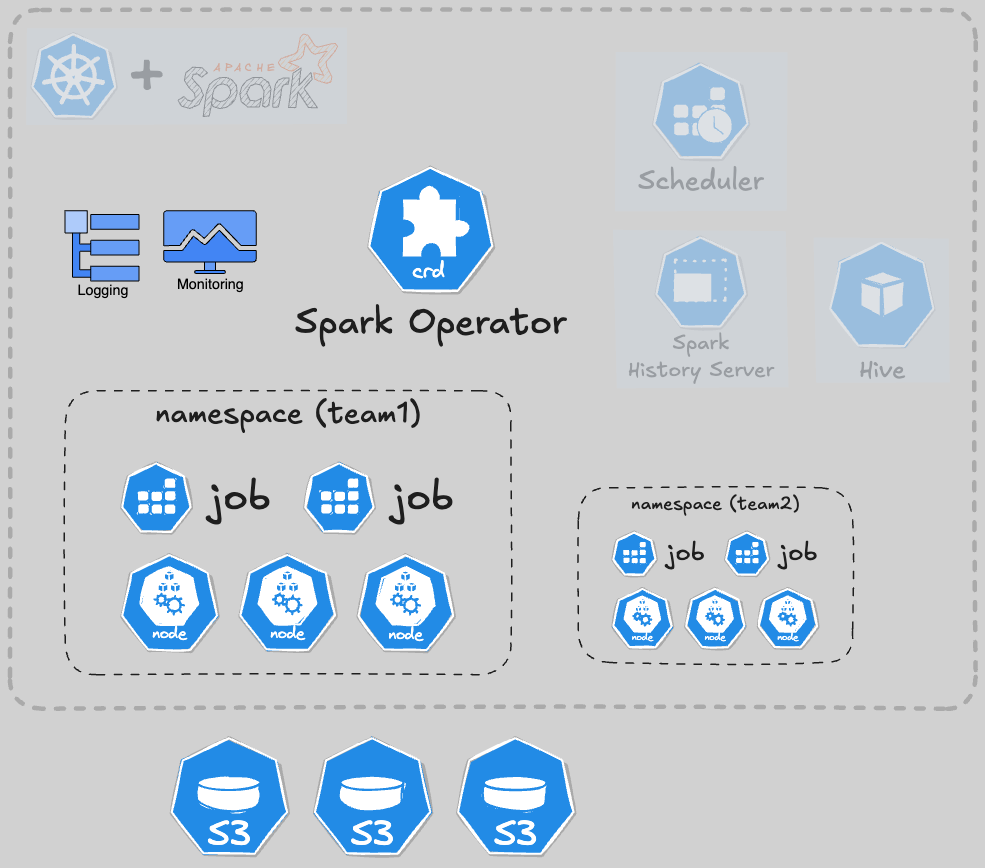 +
APACHE
Spark
Scheduler
crd
Spark Operator
Logging
Monitoring
Spark
History Server
Hive
namespace (team1)
job
job
node
node
node
namespace (team2)
job
job
node
node
node
S3
S3
S3